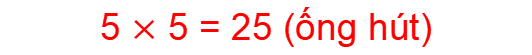 5 × 5 = 25 (ống hút)